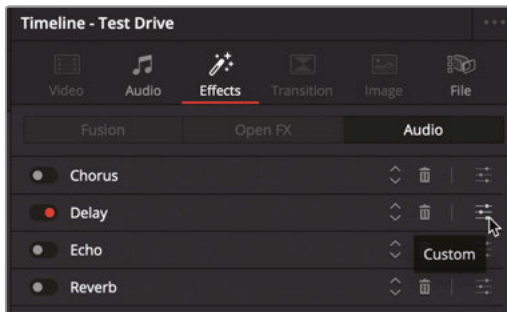 Timeline - Test Drive
Video Audio Effects Transition Image File
Fusion Open FX Audio
Chorus
Delay
Echo
Custom
Reverb